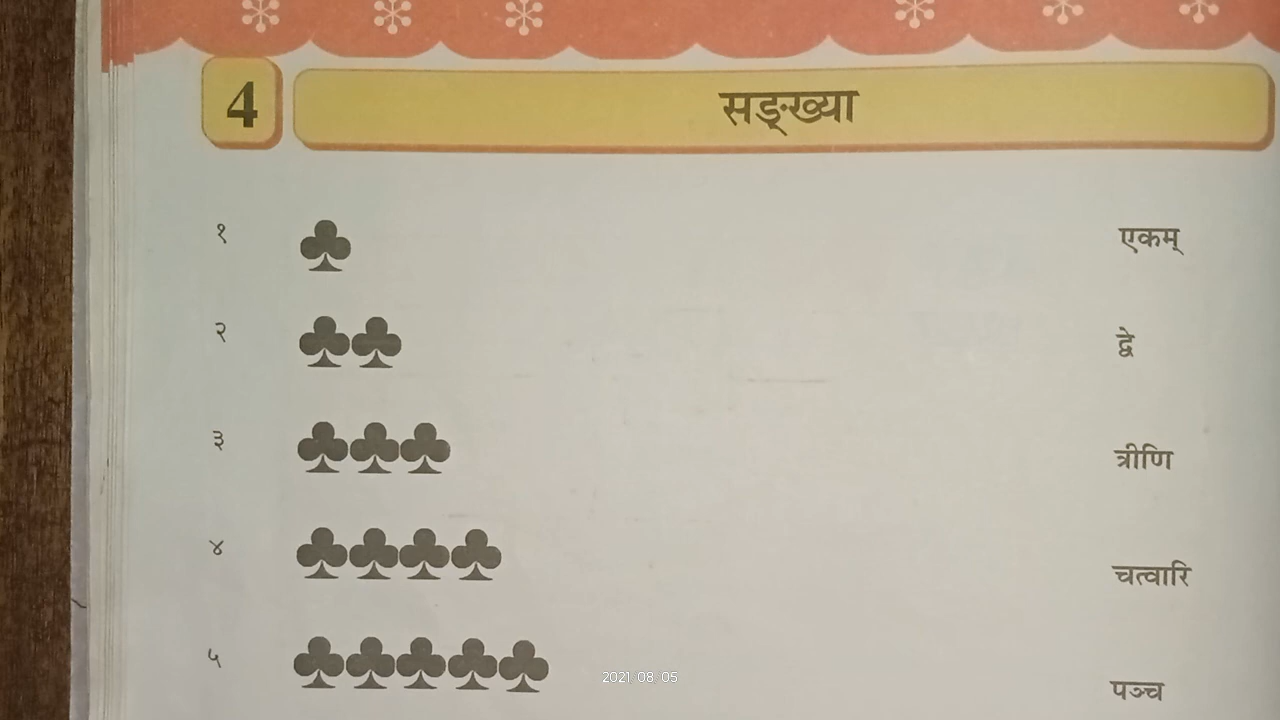 4 सङ्ख्या
१ एकम्
२ द्वे
३ त्रीणि
४ चत्वारि
५ पञ्च
2021/08/05